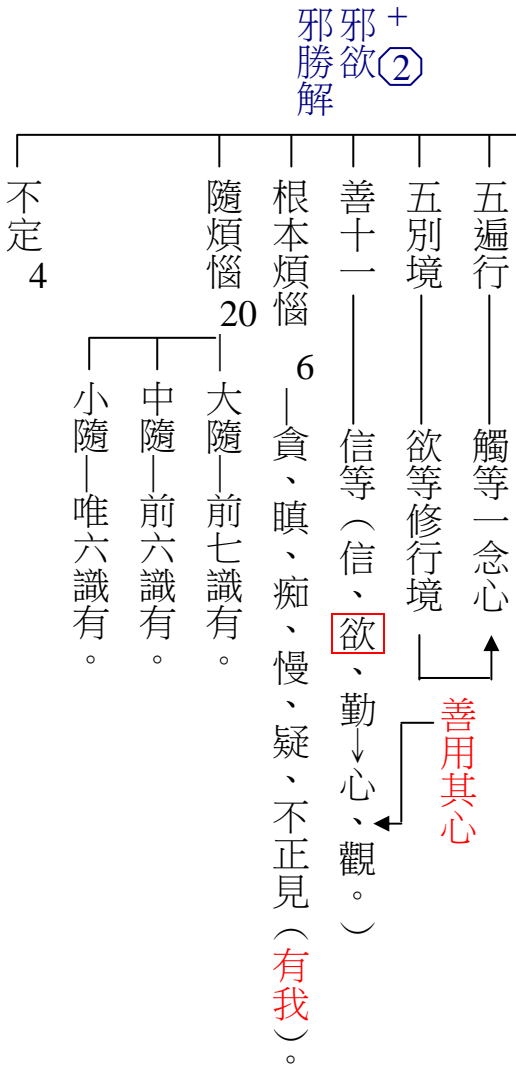 五遍行 觸等一念心
五別境 欲等修行境
善用其心
善十一 信等(信、欲、勤→心、觀。)
根本煩惱 6 貪、瞋、痴、慢、疑、不正見(有我)。
隨煩惱 20 大隨—前七識有。
中隨—前六識有。
小隨—唯六識有。
不定 4
+②
邪欲
邪勝解